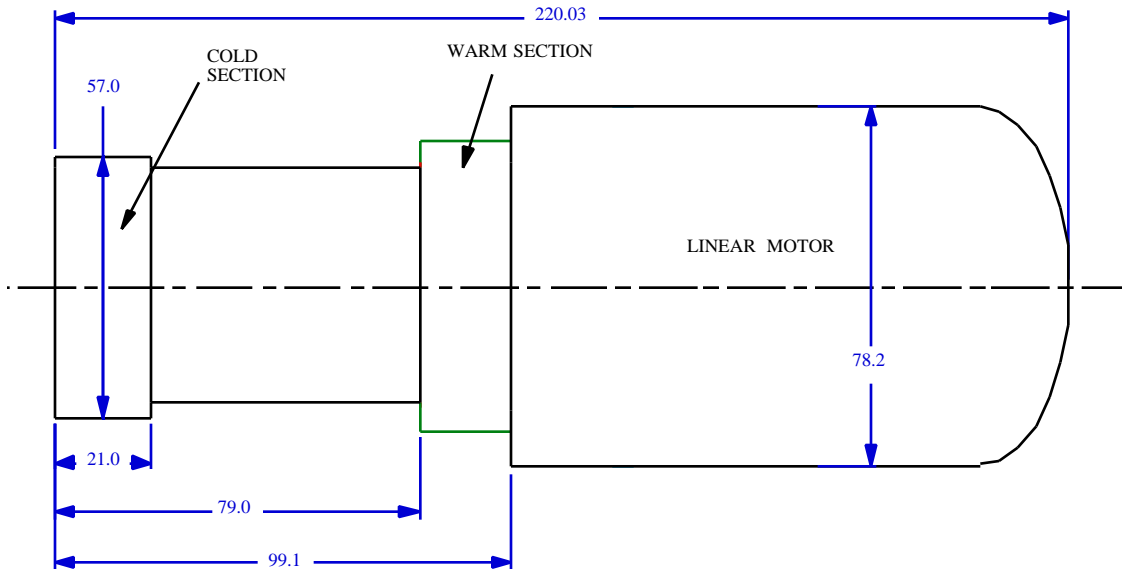 220.03
COLD
SECTION
WARM SECTION
57.0
LINEAR MOTOR
78.2
21.0
79.0
99.1